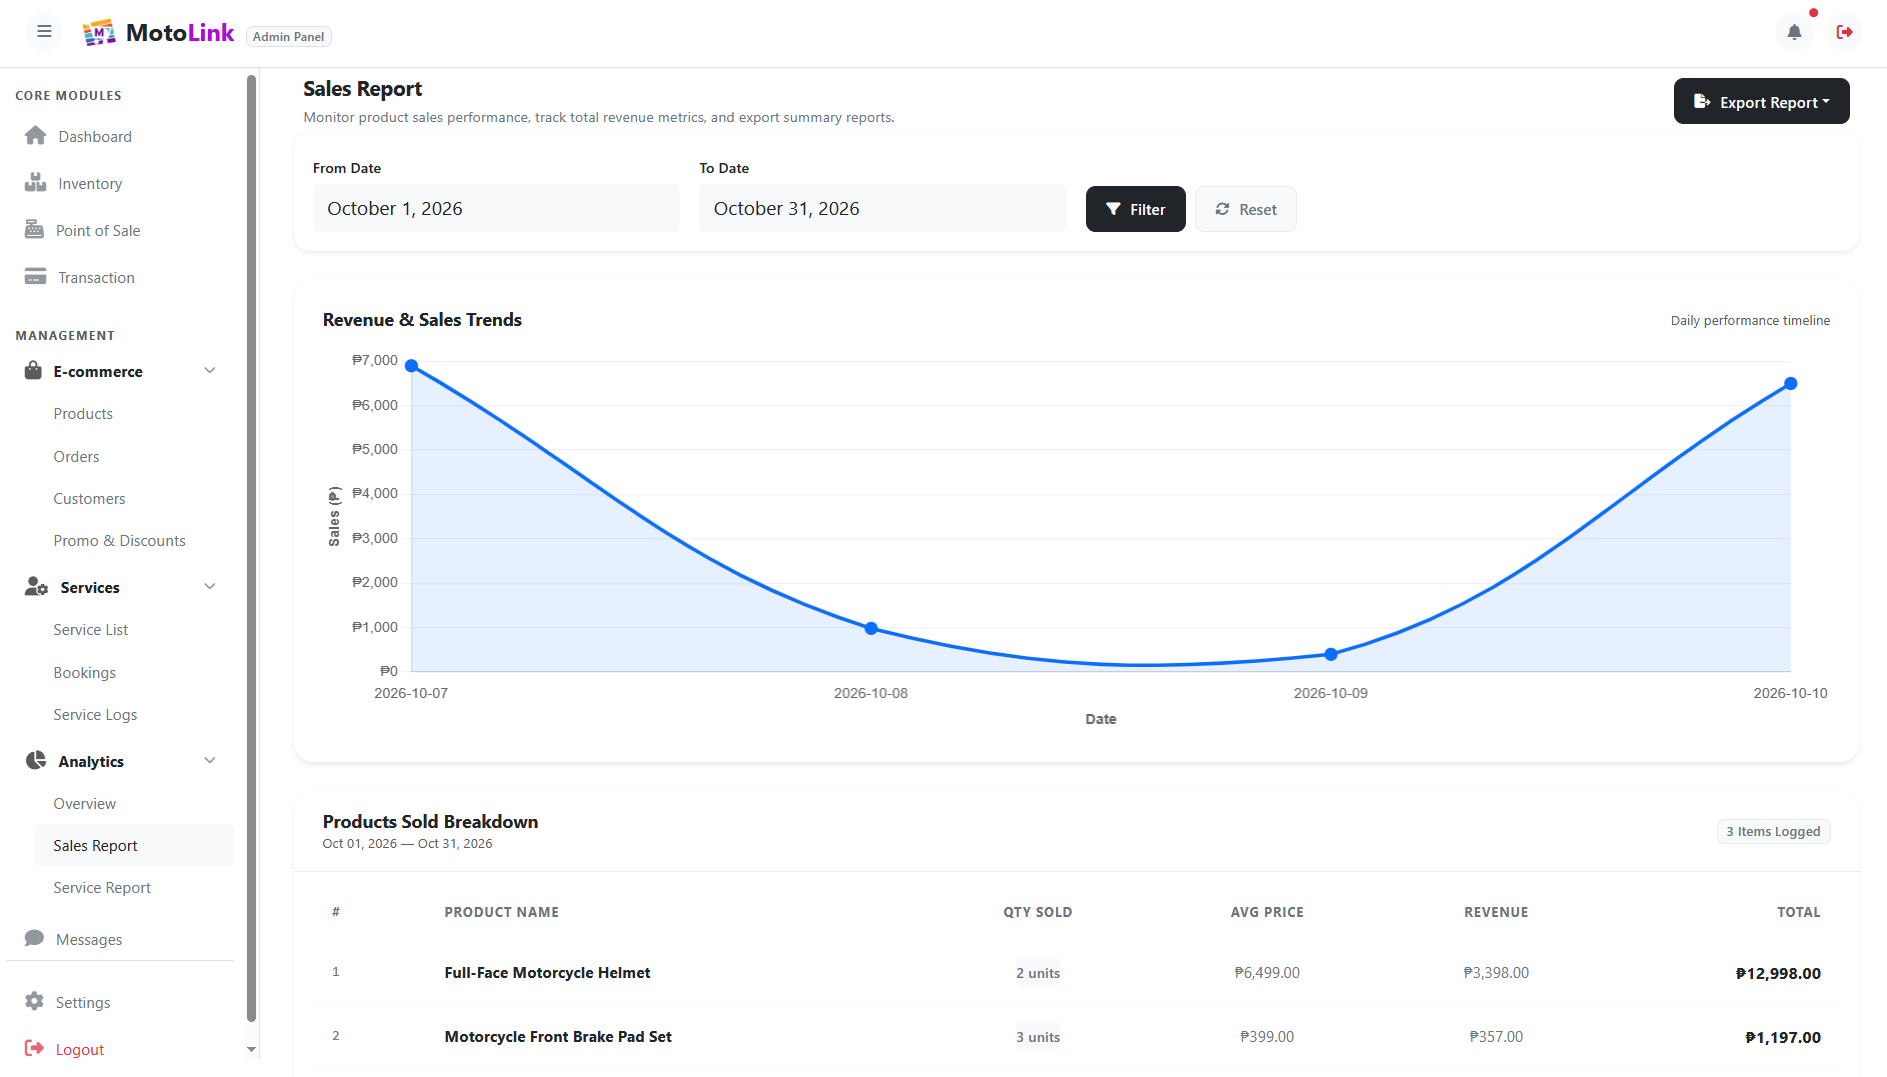 MotoLink Admin Panel
CORE MODULES
Dashboard
Inventory
Point of Sale
Transaction
MANAGEMENT
E-commerce
Products
Orders
Customers
Promo & Discounts
Services
Service List
Bookings
Service Logs
Analytics
Overview
Sales Report
Service Report
Messages
Settings
Logout
Sales Report
Monitor product sales performance, track total revenue metrics, and export summary reports.
Export Report
From Date
To Date
October 1, 2026
October 31, 2026
Filter
Reset
Revenue & Sales Trends
Daily performance timeline
Sales (₱)
₱7,000
₱6,000
₱5,000
₱4,000
₱3,000
₱2,000
₱1,000
₱0
2026-10-07 2026-10-08 2026-10-09 2026-10-10
Date
Products Sold Breakdown
Oct 01, 2026 — Oct 31, 2026
3 Items Logged
# PRODUCT NAME QTY SOLD AVG PRICE REVENUE TOTAL
1 Full-Face Motorcycle Helmet 2 units ₱6,499.00 ₱3,398.00 ₱12,998.00
2 Motorcycle Front Brake Pad Set 3 units ₱399.00 ₱357.00 ₱1,197.00